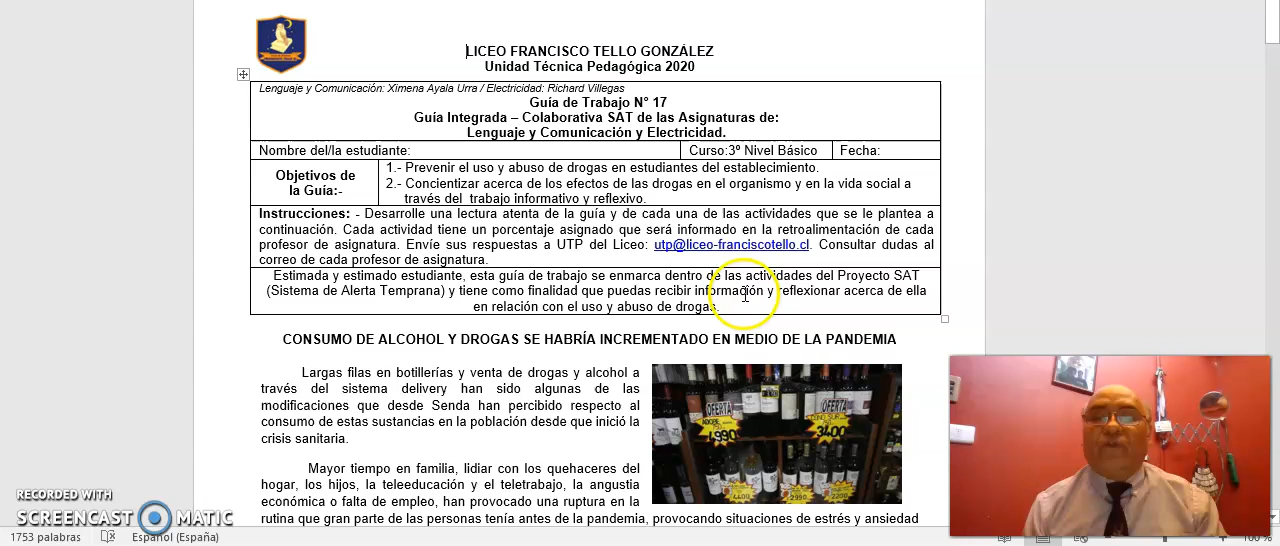 LICEO FRANCISCO TELLO GONZÁLEZ
Unidad Técnica Pedagógica 2020
Lenguaje y Comunicación: Ximena Ayala Urra / Electricidad: Richard Villegas
Guía de Trabajo N° 17
Guía Integrada – Colaborativa SAT de las Asignaturas de:
Lenguaje y Comunicación y Electricidad.
Nombre del/la estudiante: Curso:3º Nivel Básico Fecha:
Objetivos de
la Guía:-
1.- Prevenir el uso y abuso de drogas en estudiantes del establecimiento.
2.- Concientizar acerca de los efectos de las drogas en el organismo y en la vida social a
través del trabajo informativo y reflexivo.
Instrucciones: - Desarrolle una lectura atenta de la guía y de cada una de las actividades que se le plantea a
continuación. Cada actividad tiene un porcentaje asignado que será informado en la retroalimentación de cada
profesor de asignatura. Envíe sus respuestas a UTP del Liceo: utp@liceo-franciscotello.cl. Consultar dudas al
correo de cada profesor de asignatura.
Estimada y estimado estudiante, esta guía de trabajo se enmarca dentro de las actividades del Proyecto SAT
(Sistema de Alerta Temprana) y tiene como finalidad que puedas recibir información y reflexionar acerca de ella
en relación con el uso y abuso de drogas.
CONSUMO DE ALCOHOL Y DROGAS SE HABRÍA INCREMENTADO EN MEDIO DE LA PANDEMIA
Largas filas en botillerías y venta de drogas y alcohol a
través del sistema delivery han sido algunas de las
modificaciones que desde Senda han percibido respecto al
consumo de estas sustancias en la población desde que inició la
crisis sanitaria.
Mayor tiempo en familia, lidiar con los quehaceres del
hogar, los hijos, la teleeducación y el teletrabajo, la angustia
económica o falta de empleo, han provocado una ruptura en la
rutina que gran parte de las personas tenía antes de la pandemia, provocando situaciones de estrés y ansiedad
OFERTA
4990
OFERTA
3400
4400
2990
2200
RECORDED WITH
SCREENCAST MATIC
1753 palabras Español (España) 100 %